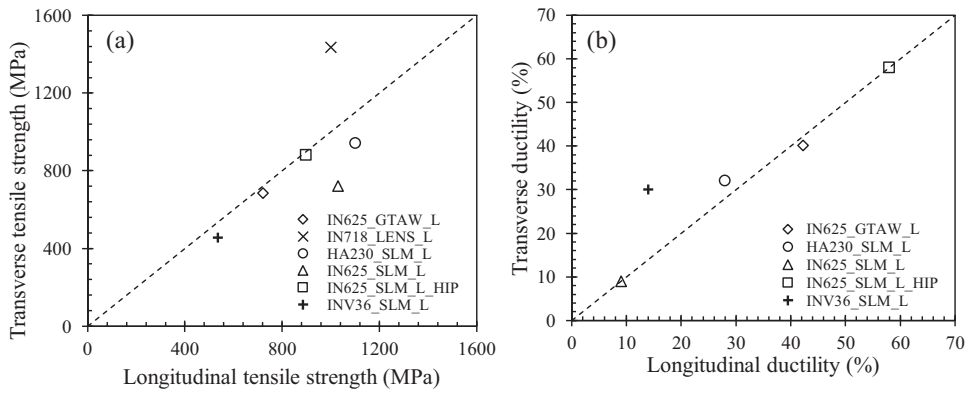 (a)
Transverse tensile strength (MPa)
1600
1200
800
400
0
IN625_GTAW_L
IN718_LENS_L
HA230_SLM_L
IN625_SLM_L
IN625_SLM_L_HIP
INV36_SLM_L
0 400 800 1200 1600
Longitudinal tensile strength (MPa)
(b)
Transverse ductility (%)
70
60
50
40
30
20
10
0
IN625_GTAW_L
HA230_SLM_L
IN625_SLM_L
IN625_SLM_L_HIP
INV36_SLM_L
0 10 20 30 40 50 60 70
Longitudinal ductility (%)